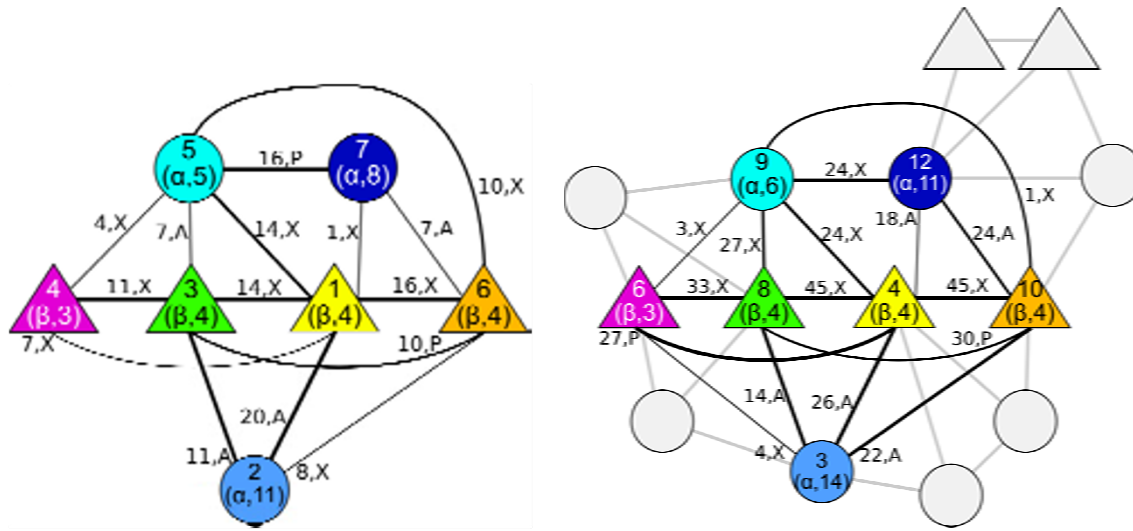 5
(α,5)
7
(α,8)
16,P
10,X
4,X
7,A
14,X
1,X
7,A
4
(β,3)
11,X
3
(β,4)
14,X
1
(β,4)
16,X
6
(β,4)
7,X
10,P
20,A
11,A
8,X
2
(α,11)
9
(α,6)
24,X
12
(α,11)
1,X
3,X
27,X
24,X
18,A
24,A
6
(β,3)
33,X
8
(β,4)
45,X
4
(β,4)
45,X
10
(β,4)
27,P
30,P
14,A
26,A
4,X
22,A
3
(α,14)